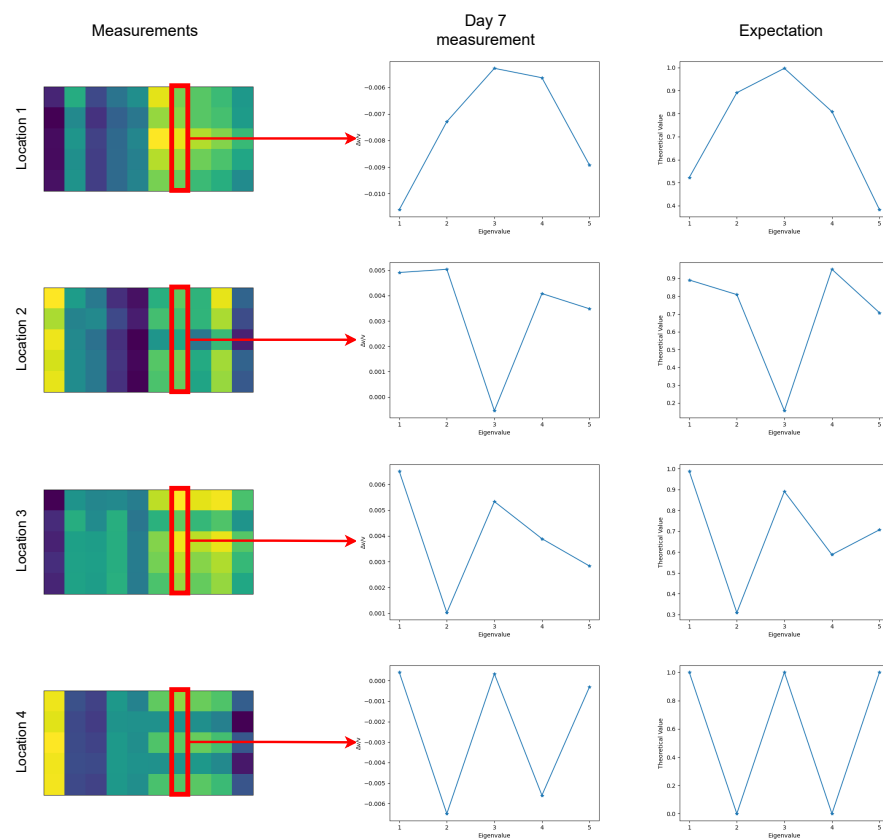 Measurements
Day 7
measurement
Expectation
Location 1
Δv/v
−0.006
−0.007
−0.008
−0.009
−0.010
1 2 3 4 5
Eigenvalue
Theoretical Value
1.0
0.9
0.8
0.7
0.6
0.5
0.4
1 2 3 4 5
Eigenvalue
Location 2
Δv/v
0.005
0.004
0.003
0.002
0.001
0.000
1 2 3 4 5
Eigenvalue
Theoretical Value
0.9
0.8
0.7
0.6
0.5
0.4
0.3
0.2
1 2 3 4 5
Eigenvalue
Location 3
Δv/v
0.006
0.005
0.004
0.003
0.002
0.001
1 2 3 4 5
Eigenvalue
Theoretical Value
1.0
0.9
0.8
0.7
0.6
0.5
0.4
0.3
1 2 3 4 5
Eigenvalue
Location 4
Δv/v
0.000
−0.001
−0.002
−0.003
−0.004
−0.005
−0.006
1 2 3 4 5
Eigenvalue
Theoretical Value
1.0
0.8
0.6
0.4
0.2
0.0
1 2 3 4 5
Eigenvalue